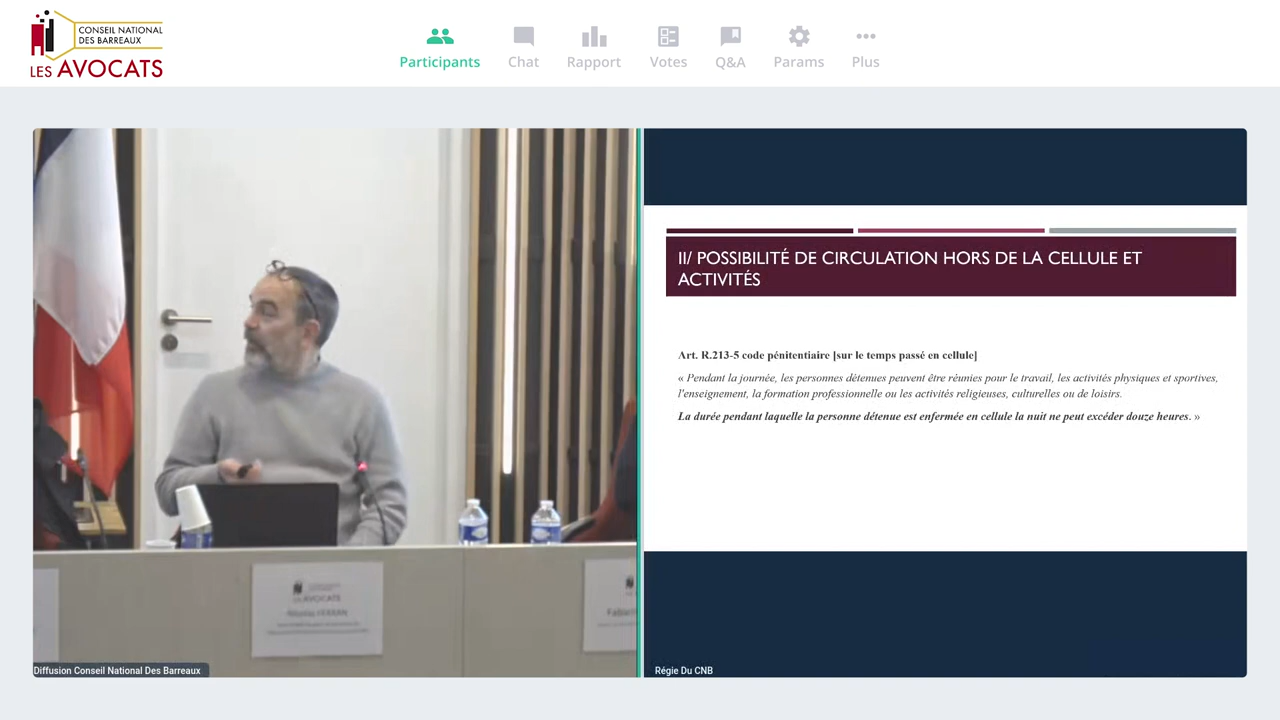 CONSEIL NATIONAL
DES BARREAUX
LES AVOCATS
Participants
Chat
Rapport
Votes
Q&A
Params
Plus
II/ POSSIBILITÉ DE CIRCULATION HORS DE LA CELLULE ET
ACTIVITÉS
Art. R.213-5 code pénitentiaire [sur le temps passé en cellule]
« Pendant la journée, les personnes détenues peuvent être réunies pour le travail, les activités physiques et sportives,
l'enseignement, la formation professionnelle ou les activités religieuses, culturelles ou de loisirs.
La durée pendant laquelle la personne détenue est enfermée en cellule la nuit ne peut excéder douze heures. »
LES AVOCATS
Nicolas FERRAN
Diffusion Conseil National Des Barreaux
Régie Du CNB